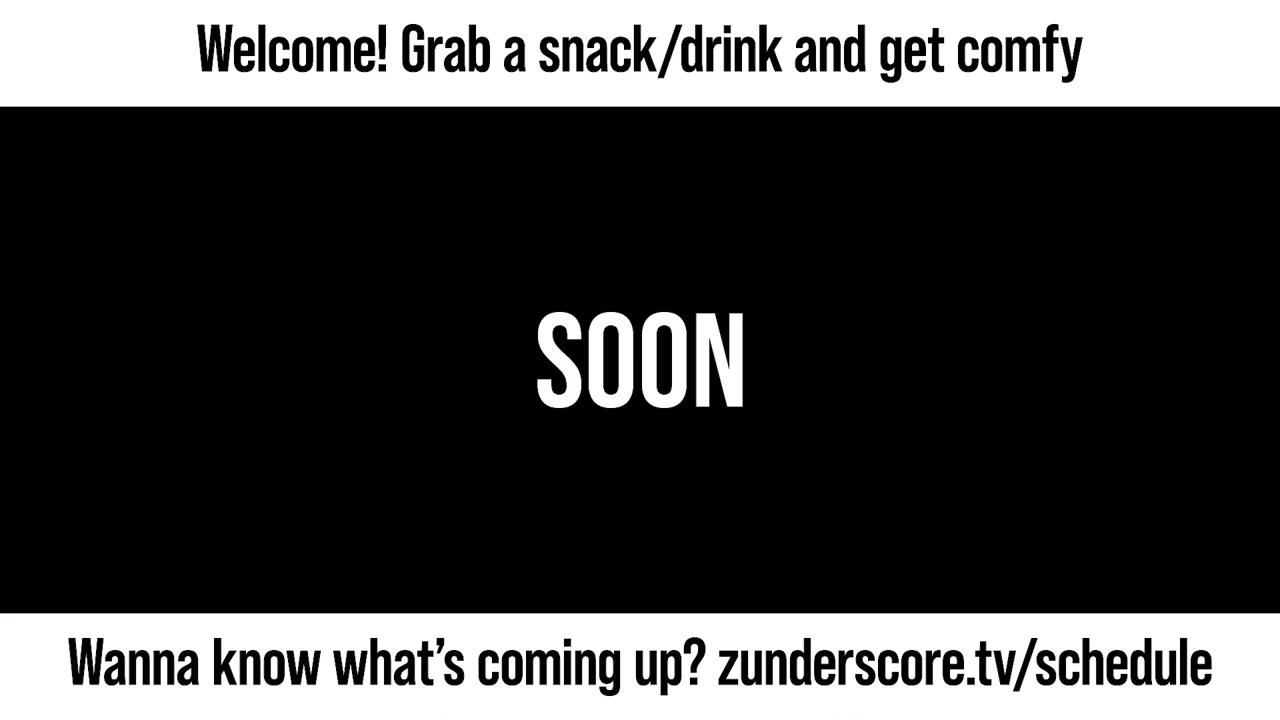 Welcome! Grab a snack/drink and get comfy
SOON
Wanna know what’s coming up? zunderscore.tv/schedule